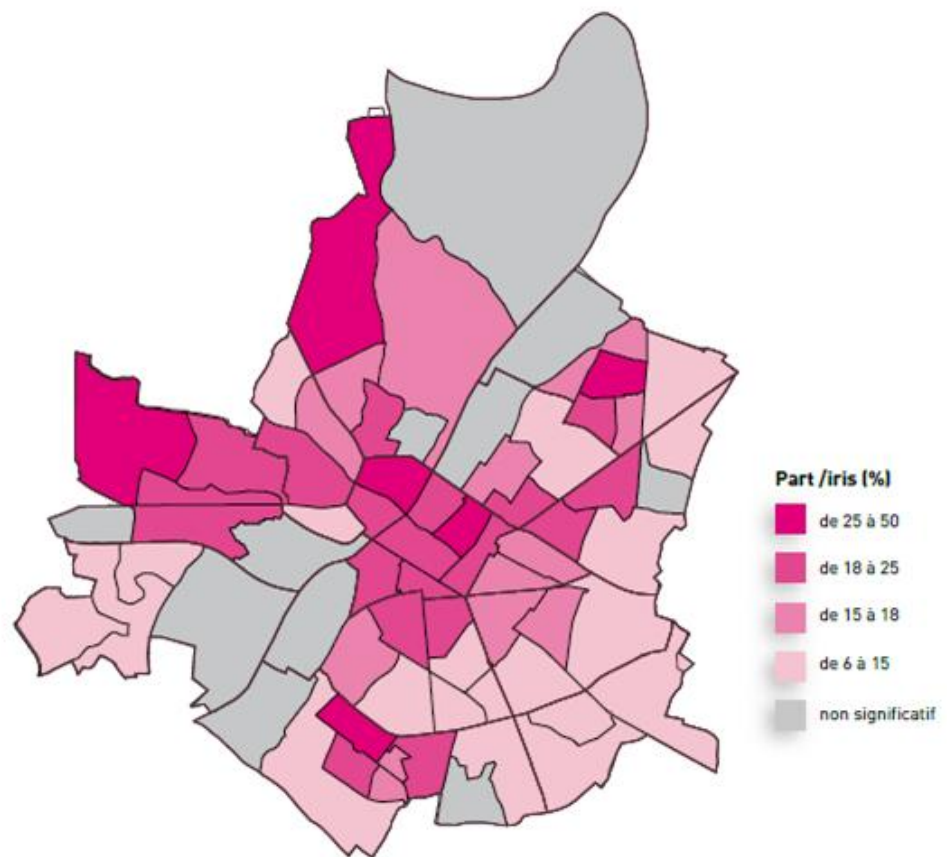 Part /iris (%)
de 25 à 50
de 18 à 25
de 15 à 18
de 6 à 15
non significatif